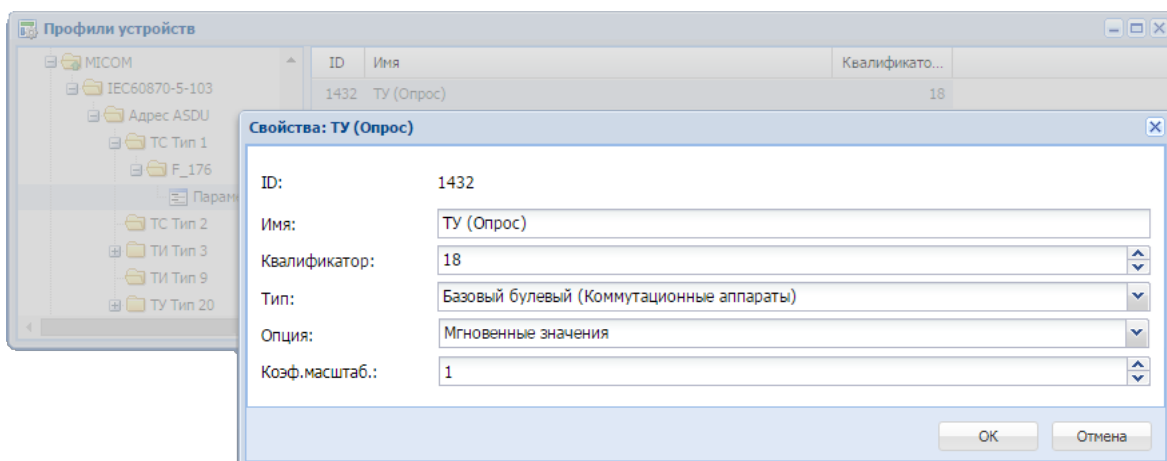 Профили устройств
MICOM
IEC60870-5-103
Адрес ASDU
ТС Тип 1
F_176
ТС Тип 2
ТИ Тип 3
ТИ Тип 9
ТУ Тип 20
ID Имя Квалификато...
1432 ТУ (Опрос) 18
Свойства: ТУ (Опрос)
ID: 1432
Имя: ТУ (Опрос)
Квалификатор: 18
Тип: Базовый булевый (Коммутационные аппараты)
Опция: Мгновенные значения
Коэф.масштаб.: 1
ОК Отмена